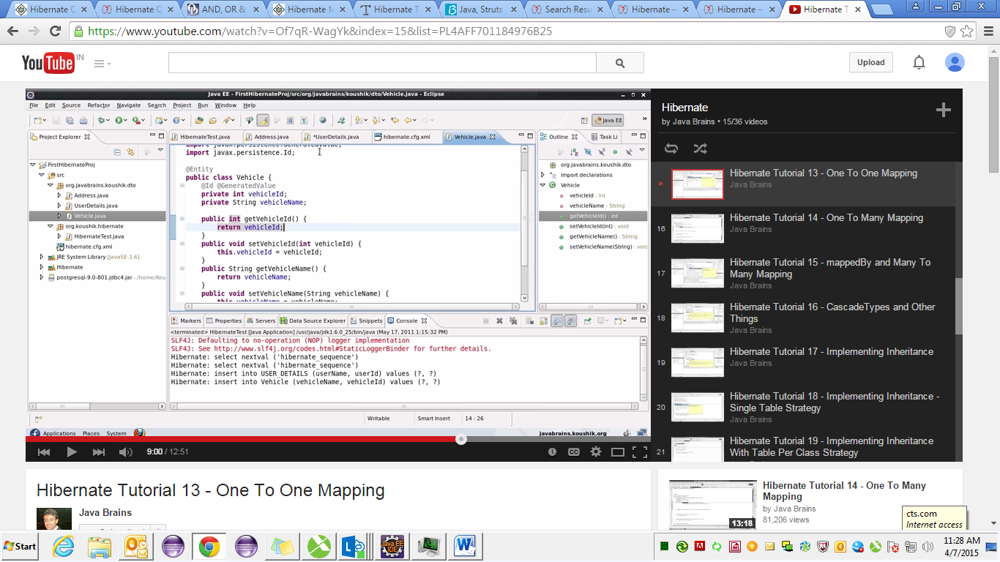 Hibernate C
Hibernate Q
AND, OR &
Hibernate M
Hibernate T
Java, Struts
Search Resu
Hibernate –
Hibernate –
Hibernate T
https://www.youtube.com/watch?v=Of7qR-WagYk&index=15&list=PL4AFF701184976B25
YouTube IN
Upload
Java EE - FirstHibernateProj/src/org/javabrains/koushik/dto/Vehicle.java - Eclipse
File Edit Source Refactor Navigate Search Project Run Window Help
Java EE
Project Explorer
FirstHibernateProj
src
org.javabrains.koushik.dto
Address.java
UserDetails.java
Vehicle.java
org.koushik.hibernate
HibernateTest.java
hibernate.cfg.xml
JRE System Library [JavaSE-1.6]
Hibernate
postgresql-9.0-801.jdbc4.jar - /home/Kou
HibernateTest.java Address.java *UserDetails.java hibernate.cfg.xml Vehicle.java
import javax.persistence.GeneratedValue;
import javax.persistence.Id;
@Entity
public class Vehicle {
@Id @GeneratedValue
private int vehicleId;
private String vehicleName;
public int getVehicleId() {
return vehicleId;
}
public void setVehicleId(int vehicleId) {
this.vehicleId = vehicleId;
}
public String getVehicleName() {
return vehicleName;
}
public void setVehicleName(String vehicleName) {
this.vehicleName = vehicleName;
Outline Task Li
org.javabrains.koushik.dto
import declarations
Vehicle
vehicleId : int
vehicleName : String
getVehicleId() : int
setVehicleId(int) : void
getVehicleName() : String
setVehicleName(String) : void
Markers Properties Servers Data Source Explorer Snippets Console
<terminated> HibernateTest [Java Application] /usr/java/jdk1.6.0_25/bin/java (May 17, 2011 1:15:32 PM)
SLF4J: Defaulting to no-operation (NOP) logger implementation
SLF4J: See http://www.slf4j.org/codes.html#StaticLoggerBinder for further details.
Hibernate: select nextval ('hibernate_sequence')
Hibernate: select nextval ('hibernate_sequence')
Hibernate: insert into USER_DETAILS (userName, userId) values (?, ?)
Hibernate: insert into Vehicle (vehicleName, vehicleId) values (?, ?)
Writable Smart Insert 14 : 26
Applications Places System javabrains.koushik.org
9:00 / 12:51
CC
Hibernate
by Java Brains • 15/36 videos
Hibernate Tutorial 13 - One To One Mapping
Java Brains
16
Hibernate Tutorial 14 - One To Many Mapping
Java Brains
17
Hibernate Tutorial 15 - mappedBy and Many To
Many Mapping
Java Brains
18
Hibernate Tutorial 16 - CascadeTypes and Other
Things
Java Brains
19
Hibernate Tutorial 17 - Implementing Inheritance
Java Brains
20
Hibernate Tutorial 18 - Implementing Inheritance -
Single Table Strategy
Java Brains
21
Hibernate Tutorial 19 - Implementing Inheritance
With Table Per Class Strategy
Java Brains
Hibernate Tutorial 13 - One To One Mapping
Java Brains
13:18
Hibernate Tutorial 14 - One To Many
Mapping
by Java Brains
81,206 views
cts.com
Internet access
Start
Java EE
IDE
11:28 AM
4/7/2015